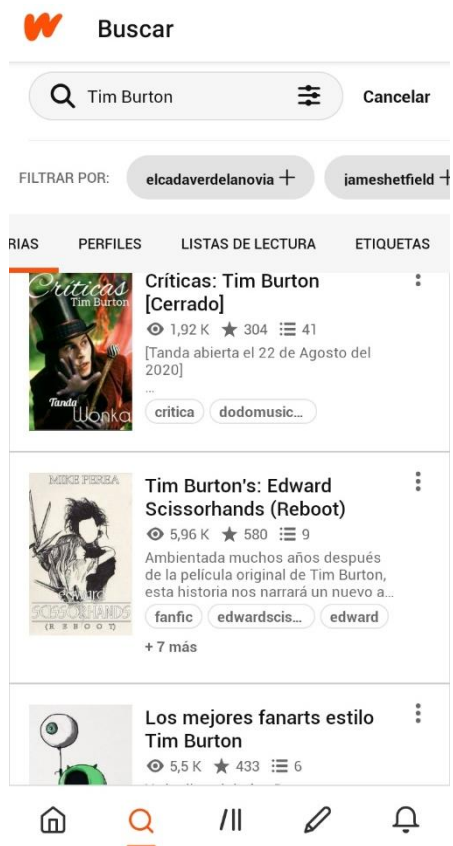 Buscar
Tim Burton
Cancelar
FILTRAR POR:
elcadaverdelanovia +
jameshetfield +
RIAS
PERFILES
LISTAS DE LECTURA
ETIQUETAS
Críticas
Tim Burton
Tanda
Wonka
Críticas: Tim Burton
[Cerrado]
1,92 K ★ 304 41
[Tanda abierta el 22 de Agosto del
2020]
...
critica
dodomusic...
MIKE PEREA
edward
SCISSORHANDS
(REBOOT)
Tim Burton's: Edward
Scissorhands (Reboot)
5,96 K ★ 580 9
Ambientada muchos años después
de la película original de Tim Burton,
esta historia nos narrará un nuevo a...
fanfic
edwardscis...
edward
+ 7 más
Los mejores fanarts estilo
Tim Burton
5,5 K ★ 433 6